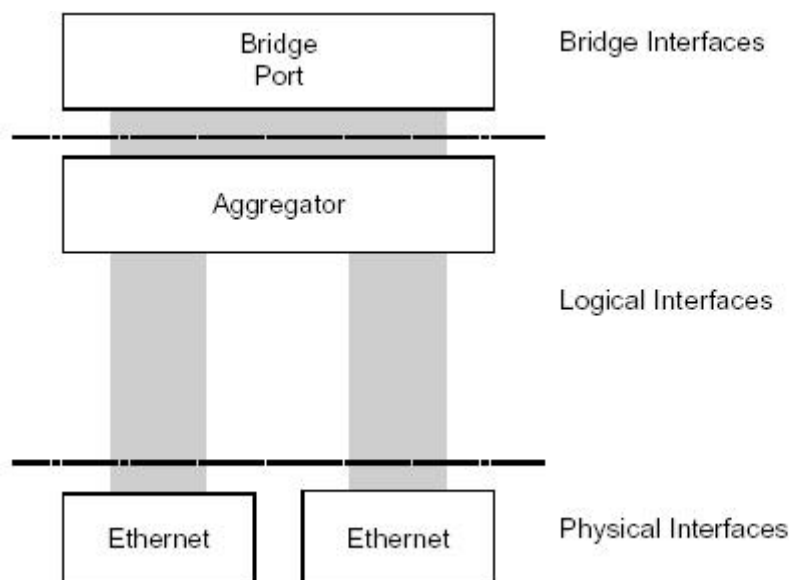 Bridge
Port
Bridge Interfaces
Aggregator
Logical Interfaces
Ethernet
Ethernet
Physical Interfaces